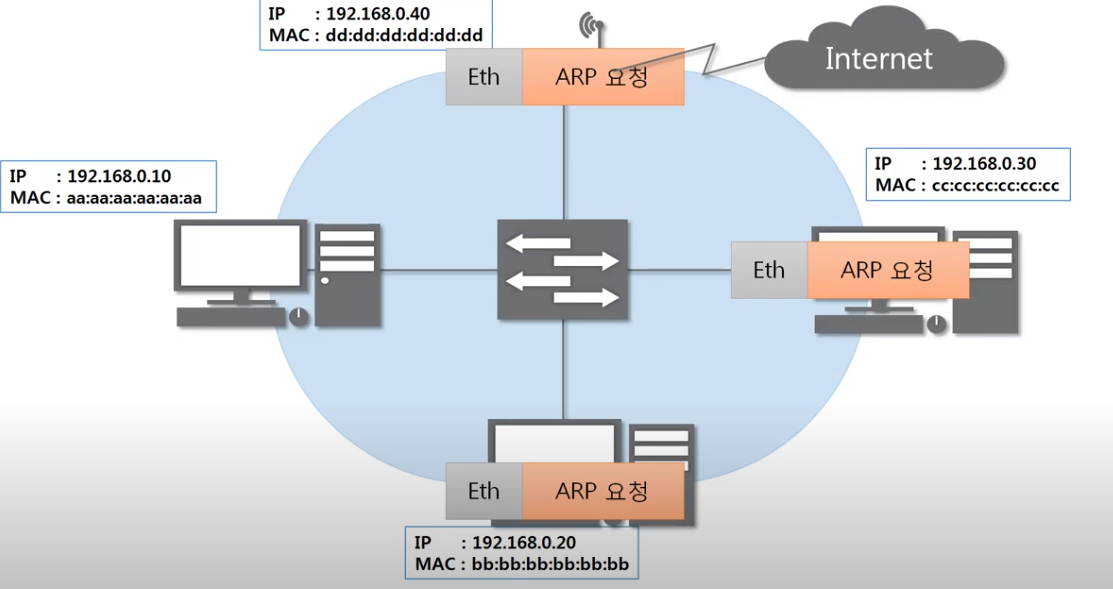 IP : 192.168.0.40
MAC : dd:dd:dd:dd:dd:dd
Eth ARP 요청
Internet
IP : 192.168.0.10
MAC : aa:aa:aa:aa:aa:aa
IP : 192.168.0.30
MAC : cc:cc:cc:cc:cc:cc
Eth ARP 요청
Eth ARP 요청
IP : 192.168.0.20
MAC : bb:bb:bb:bb:bb:bb